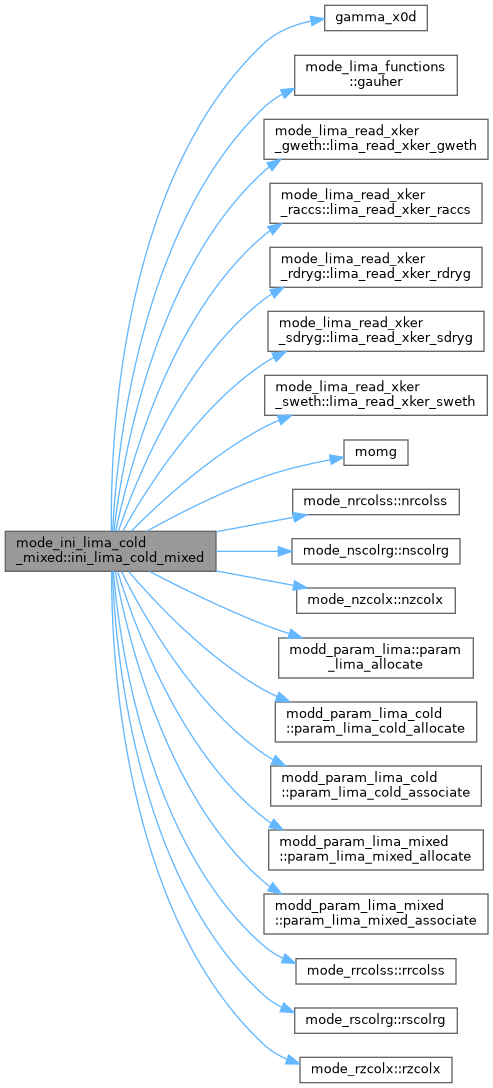 gamma_x0d
mode_lima_functions
::gauher
mode_lima_read_xker
_gweth::lima_read_xker_gweth
mode_lima_read_xker
_raccs::lima_read_xker_raccs
mode_lima_read_xker
_rdryg::lima_read_xker_rdryg
mode_lima_read_xker
_sdryg::lima_read_xker_sdryg
mode_lima_read_xker
_sweth::lima_read_xker_sweth
momg
mode_nrcolss::nrcolss
mode_ini_lima_cold
_mixed::ini_lima_cold_mixed
mode_nscolrg::nscolrg
mode_nzcolx::nzcolx
modd_param_lima::param
_lima_allocate
modd_param_lima_cold
::param_lima_cold_allocate
modd_param_lima_cold
::param_lima_cold_associate
modd_param_lima_mixed
::param_lima_mixed_allocate
modd_param_lima_mixed
::param_lima_mixed_associate
mode_rrcolss::rrcolss
mode_rscolrg::rscolrg
mode_rzcolx::rzcolx